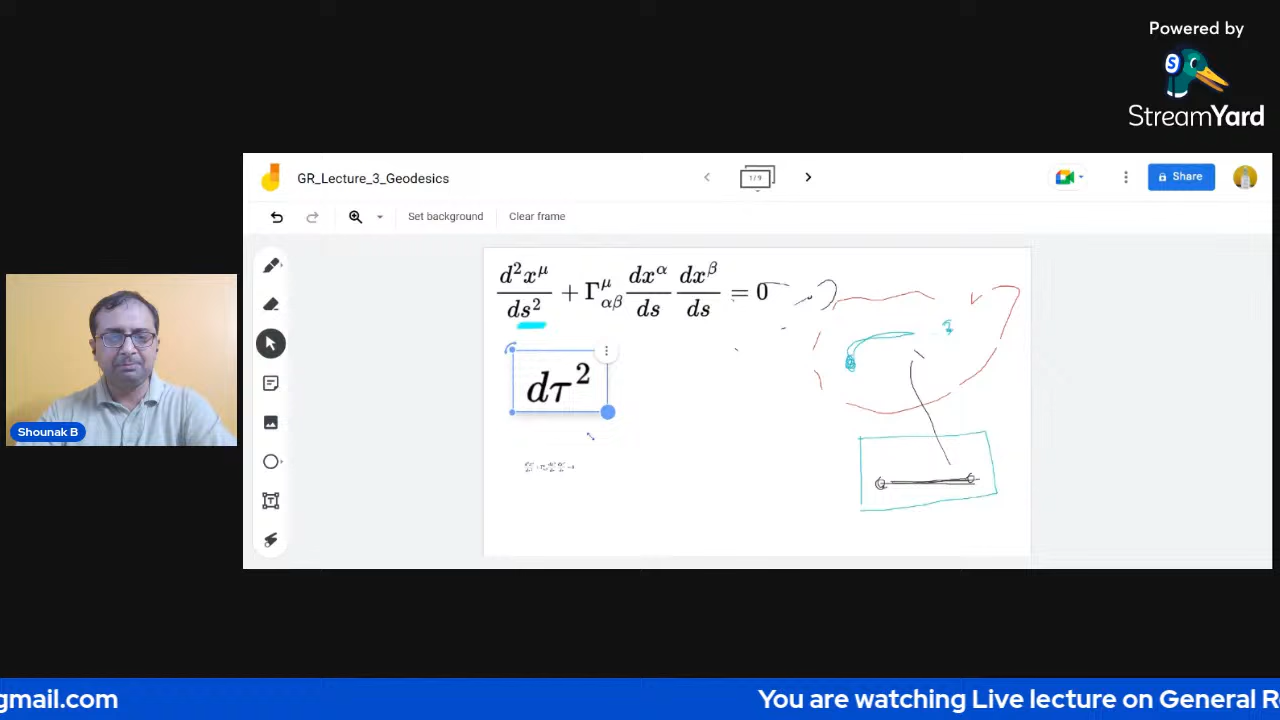 Powered by
StreamYard
GR_Lecture_3_Geodesics
1/9
Share
Set background
Clear frame
d²x^μ/ds² + Γ^μ_αβ dx^α/ds dx^β/ds = 0
dτ²
Shounak B
gmail.com
You are watching Live lecture on General R